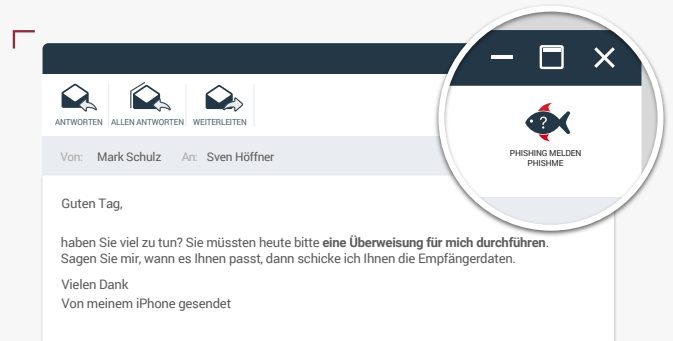 ANTWORTEN ALLEN ANTWORTEN WEITERLEITEN
?
PHISHING MELDEN
PHISHME
Von: Mark Schulz An: Sven Höffner
Guten Tag,
haben Sie viel zu tun? Sie müssten heute bitte eine Überweisung für mich durchführen.
Sagen Sie mir, wann es Ihnen passt, dann schicke ich Ihnen die Empfängerdaten.
Vielen Dank
Von meinem iPhone gesendet